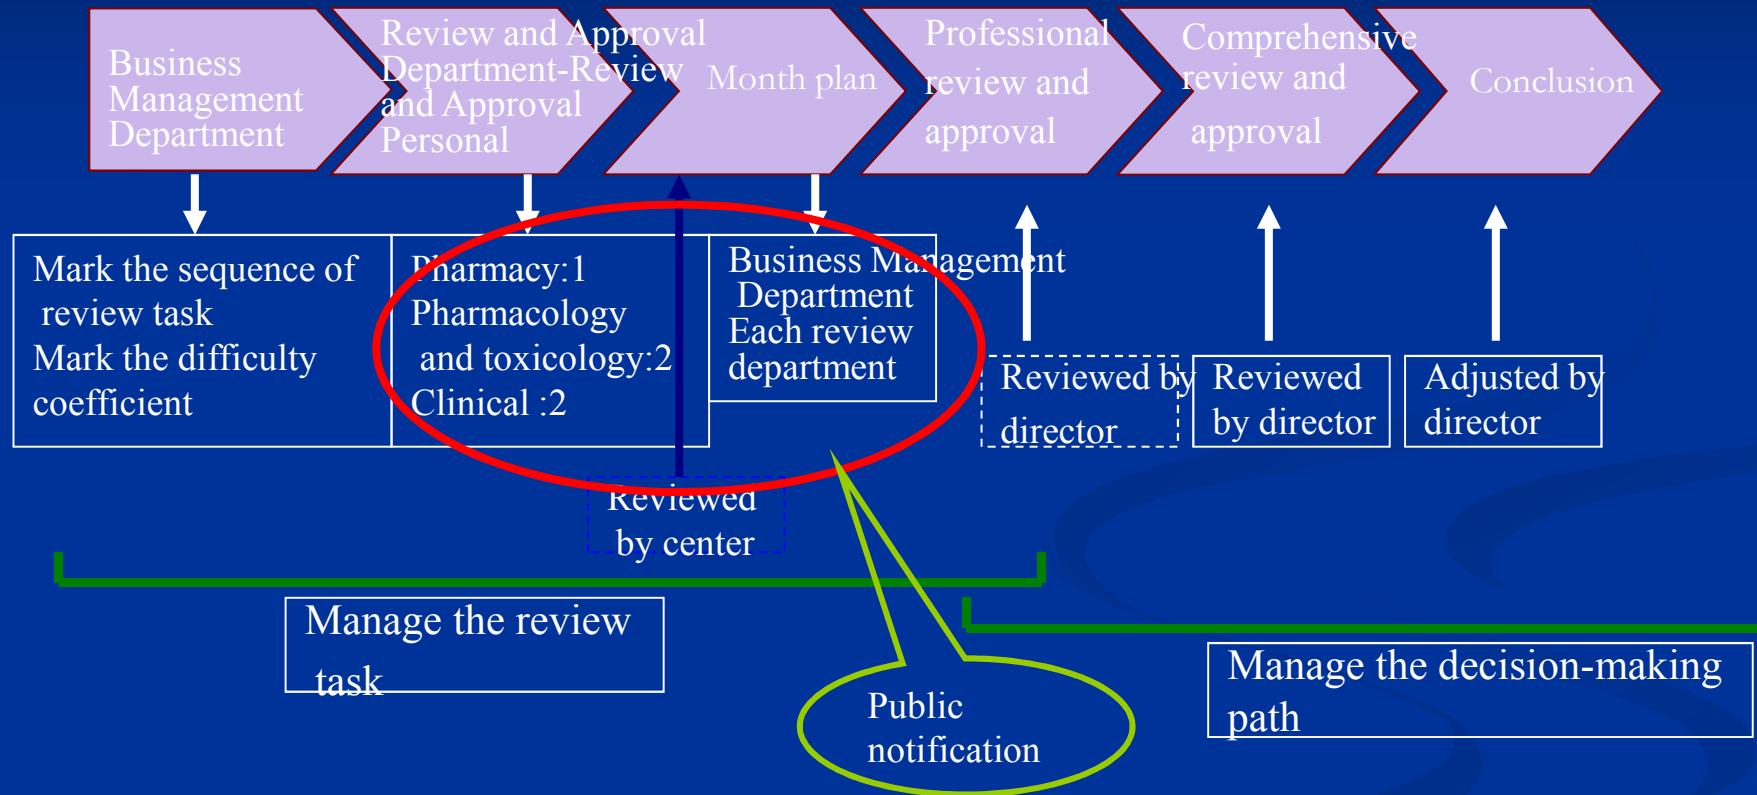 Business
Management
Department
Review and Approval
Department-Review
and Approval
Personal
Month plan
Professional
review and
approval
Comprehensive
review and
approval
Conclusion
Mark the sequence of
review task
Mark the difficulty
coefficient
Pharmacy:1
Pharmacology
and toxicology:2
Clinical :2
Business Management
Department
Each review
department
Reviewed by
director
Reviewed
by director
Adjusted by
director
Reviewed
by center
Manage the review
task
Public
notification
Manage the decision-making
path